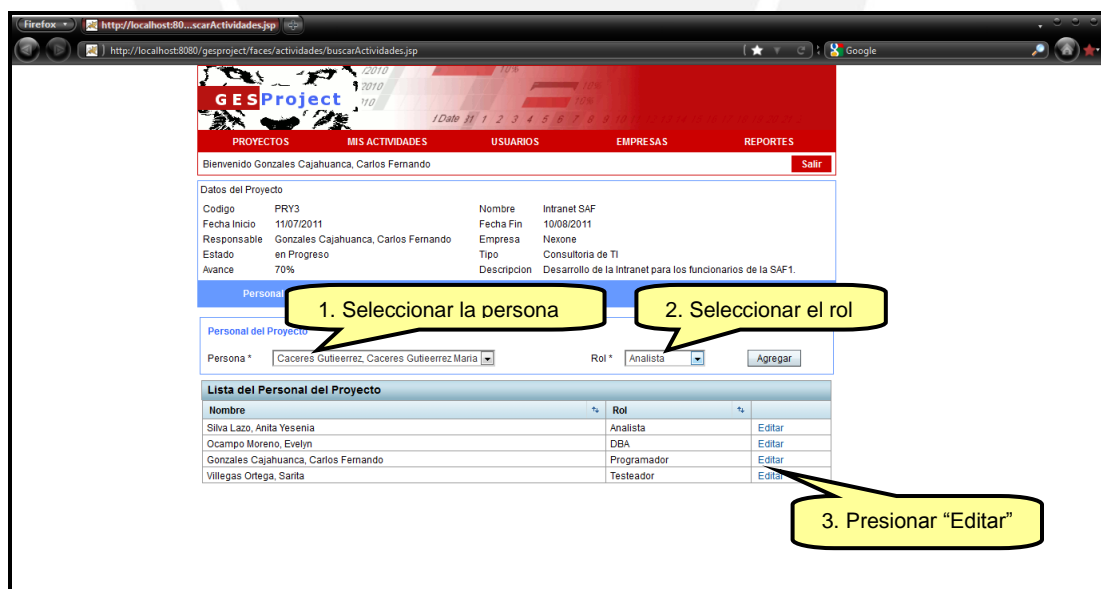 Firefox
http://localhost:80...scarActividades.jsp
http://localhost:8080/gesproject/faces/actividades/buscarActividades.jsp
Google
/2010 10%
2010 10%
GESProject 10 10%
/ Date 31 1 2 3 4 5 6 7 8 9 10
PROYECTOS MIS ACTIVIDADES USUARIOS EMPRESAS REPORTES
Bienvenido Gonzales Cajahuanca, Carlos Fernando Salir
Datos del Proyecto
Codigo PRY3 Nombre Intranet SAF
Fecha Inicio 11/07/2011 Fecha Fin 10/08/2011
Responsable Gonzales Cajahuanca, Carlos Fernando Empresa Nexone
Estado en Progreso Tipo Consultoria de TI
Avance 70% Descripcion Desarrollo de la Intranet para los funcionarios de la SAF1.
Personal
1. Seleccionar la persona
2. Seleccionar el rol
Personal del Proyecto
Persona * Caceres Gutieerrez, Caceres Gutieerrez Maria Rol * Analista Agregar
Lista del Personal del Proyecto
Nombre Rol
Silva Lazo, Anita Yesenia Analista Editar
Ocampo Moreno, Evelyn DBA Editar
Gonzales Cajahuanca, Carlos Fernando Programador Editar
Villegas Ortega, Sarita Testeador Editar
3. Presionar “Editar”